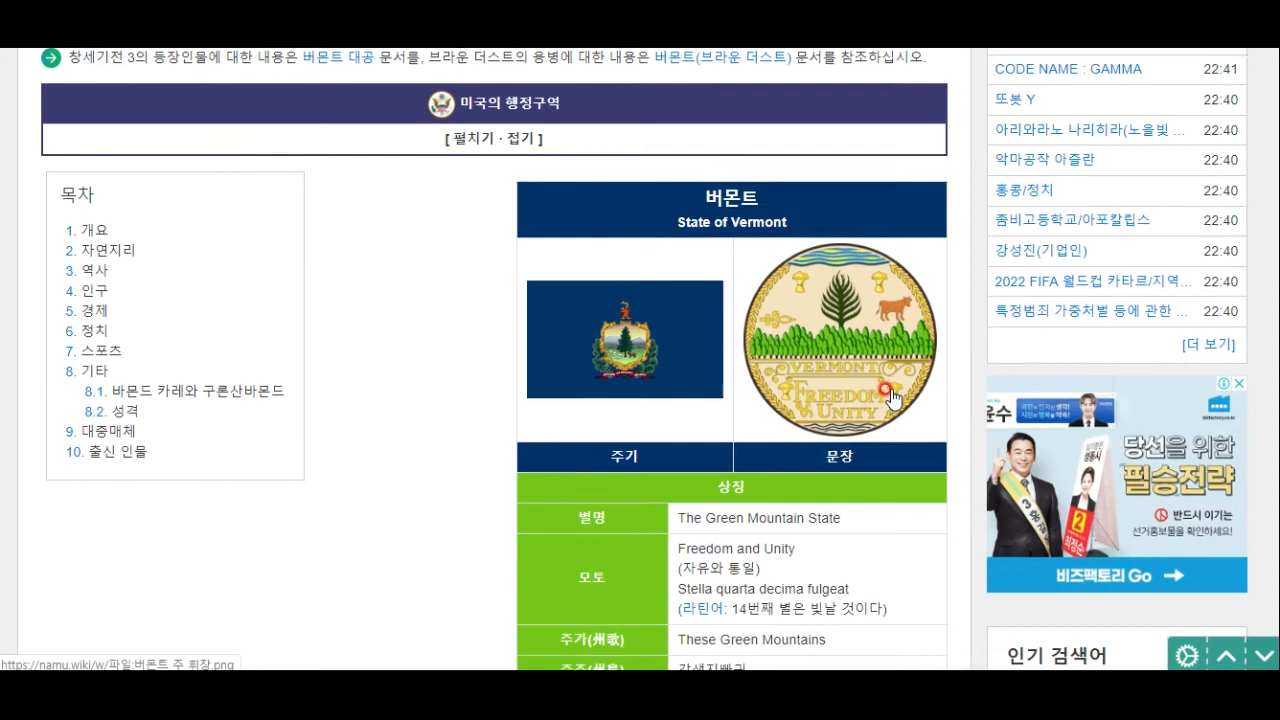 창세기전 3의 등장인물에 대한 내용은 버몬트 대공 문서를, 브라운 더스트의 용병에 대한 내용은 버몬트(브라운 더스트) 문서를 참조하십시오.
미국의 행정구역
[ 펼치기 · 접기 ]
목차
1. 개요
2. 자연지리
3. 역사
4. 인구
5. 경제
6. 정치
7. 스포츠
8. 기타
8.1. 바몬드 카레와 구론산바몬드
8.2. 성격
9. 대중매체
10. 출신 인물
버몬트
State of Vermont
VERMONT
FREEDOM
UNITY
주기
문장
상징
별명
The Green Mountain State
모토
Freedom and Unity
(자유와 통일)
Stella quarta decima fulgeat
(라틴어: 14번째 별은 빛날 것이다)
주가(州歌)
These Green Mountains
https://namu.wiki/w/파일:버몬트 주 휘장.png
CODE NAME : GAMMA 22:41
또봇 Y 22:40
아리와라노 나리히라(노을빛 ... 22:40
악마공작 아즐란 22:40
홍콩/정치 22:40
좀비고등학교/아포칼립스 22:40
강성진(기업인) 22:40
2022 FIFA 월드컵 카타르/지역... 22:40
특정범죄 가중처벌 등에 관한 ... 22:40
[더 보기]
윤수
당선을 위한
필승전략
반드시 이기는
선거홍보물을 확인하세요!
2
최정순
비즈팩토리 Go
인기 검색어